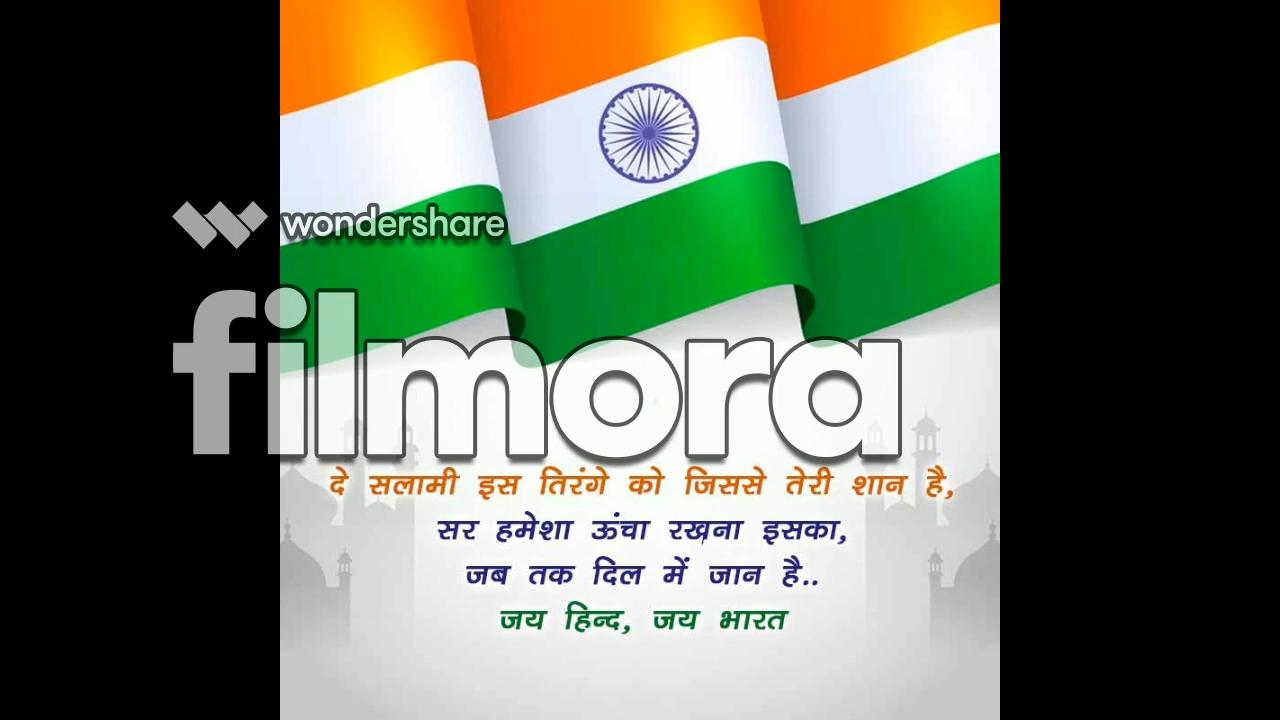 wondershare
filmora
दे सलामी इस तिरंगे को जिससे तेरी शान है,
सर हमेशा ऊंचा रखना इसका,
जब तक दिल में जान है..
जय हिन्द, जय भारत